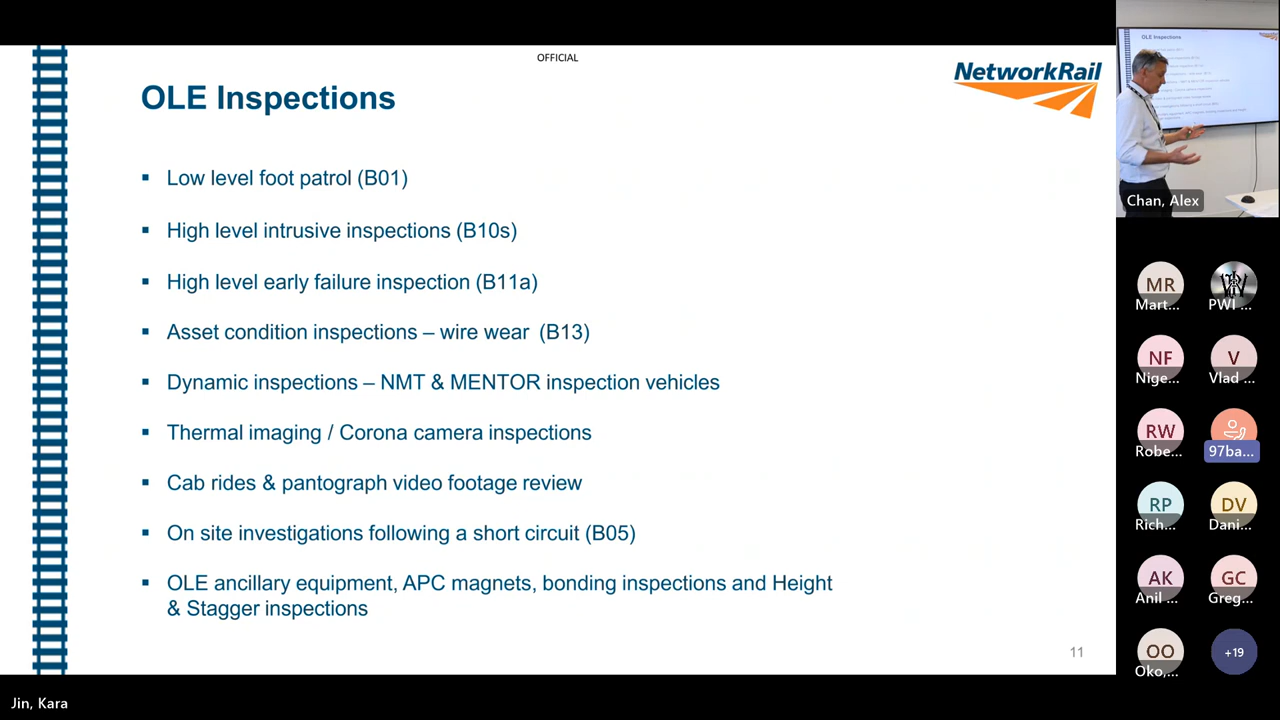 OFFICIAL
NetworkRail
OLE Inspections
Low level foot patrol (B01)
High level intrusive inspections (B10s)
High level early failure inspection (B11a)
Asset condition inspections – wire wear (B13)
Dynamic inspections – NMT & MENTOR inspection vehicles
Thermal imaging / Corona camera inspections
Cab rides & pantograph video footage review
On site investigations following a short circuit (B05)
OLE ancillary equipment, APC magnets, bonding inspections and Height
& Stagger inspections
11
Jin, Kara
OLE Inspections
Chan, Alex
MR
Mart...
PWI ...
NF
Nige...
V
Vlad ...
RW
Robe...
97ba...
RP
Rich...
DV
Dani...
AK
Anil ...
GC
Greg...
OO
Oko,...
+19